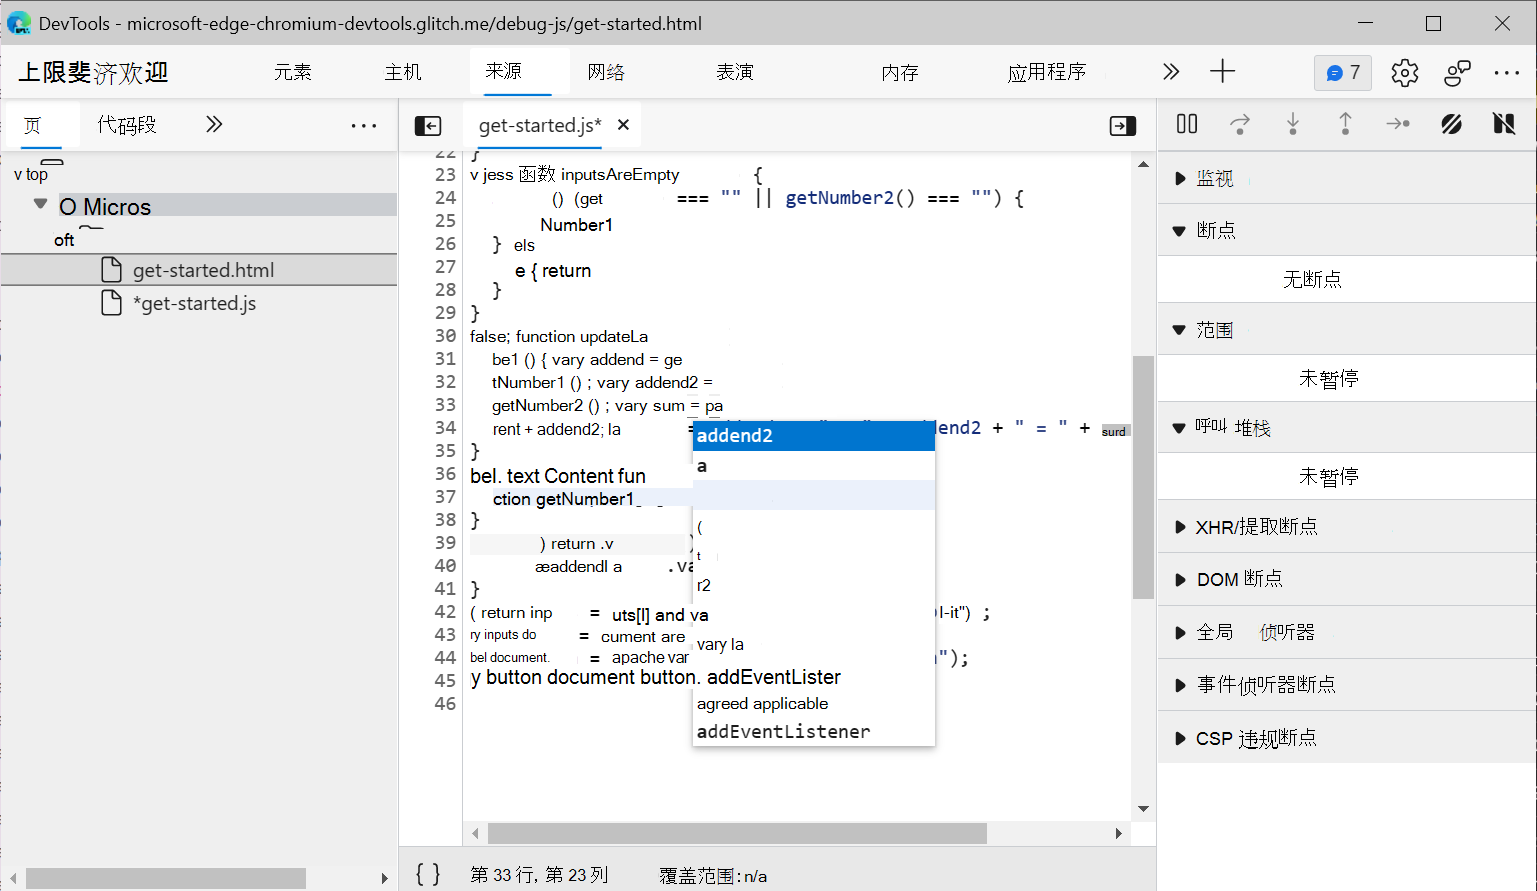 DevTools - microsoft-edge-chromium-devtools.glitch.me/debug-js/get-started.html
上限斐济欢迎 元素 主机 来源 网络 表演 内存 应用程序 7
页 代码段
get-started.js*
v top
O Micros
oft
get-started.html
*get-started.js
22 }
23 v jess 函数 inputsAreEmpty {
24 () (get === "" || getNumber2() === "") {
25 Number1
26 } els
27 e { return
28 }
29 }
30 false; function updateLa
31 be1 () { vary addend = ge
32 tNumber1 () ; vary addend2 =
33 getNumber2 () ; vary sum = pa
34 rent + addend2; la = dend2 + " = " + surd
35 }
36 bel. text Content fun
37 ction getNumber1
38 }
39 ) return .v
40 æaddendl a .va
41 }
42 ( return inp = uts[l] and va l-it") ;
43 ry inputs do = cument are
44 bel document. = apache var ");
45 y button document button. addEventLister
46
addend2
a
(
t
r2
vary la
agreed applicable
addEventListener
{ } 第 33 行, 第 23 列 覆盖范围: n/a
监视
断点
无断点
范围
未暂停
呼叫 堆栈
未暂停
XHR/提取断点
DOM 断点
全局 侦听器
事件侦听器断点
CSP 违规断点